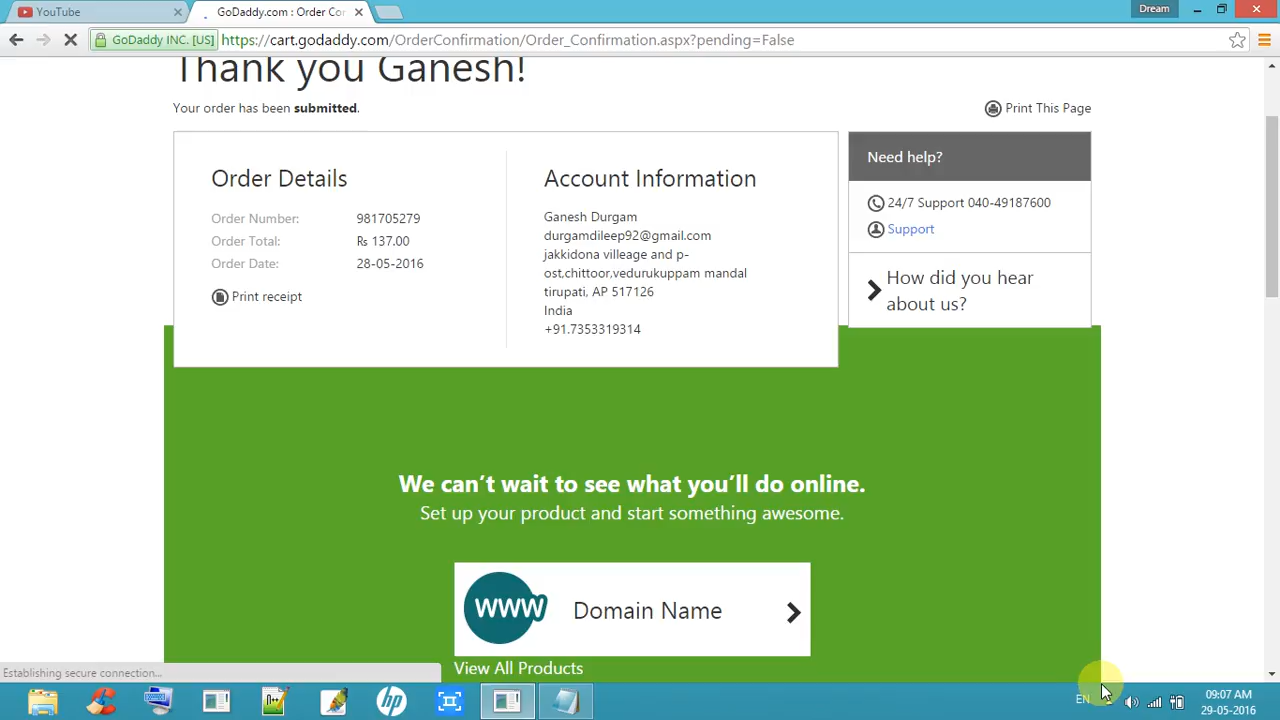 YouTube
GoDaddy.com : Order Cor
Dream
GoDaddy INC. [US]
https://cart.godaddy.com/OrderConfirmation/Order_Confirmation.aspx?pending=False
Thank you Ganesh!
Your order has been submitted.
Print This Page
Order Details
Order Number: 981705279
Order Total: Rs 137.00
Order Date: 28-05-2016
Print receipt
Account Information
Ganesh Durgam
durgamdileep92@gmail.com
jakkidona villeage and p-
ost,chittoor,vedurukuppam mandal
tirupati, AP 517126
India
+91.7353319314
Need help?
24/7 Support 040-49187600
Support
How did you hear
about us?
We can't wait to see what you'll do online.
Set up your product and start something awesome.
www
Domain Name
View All Products
Establishing secure connection...
hp
EN
09:07 AM
29-05-2016